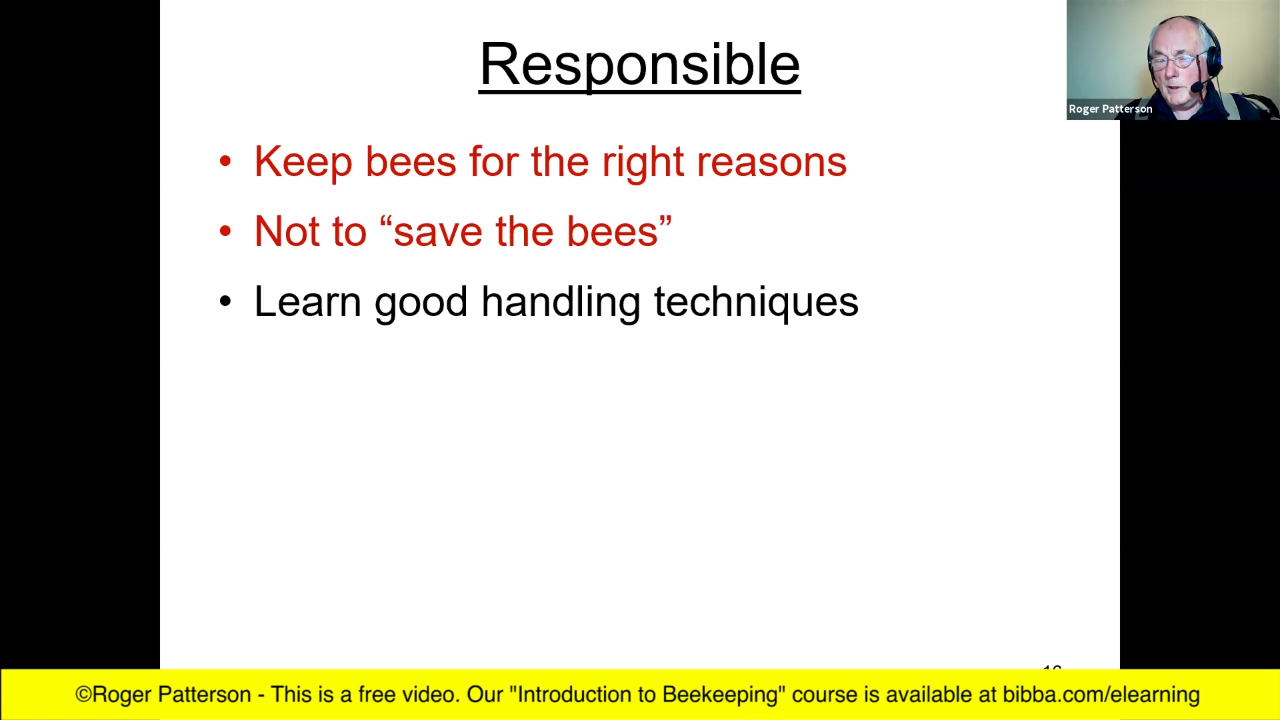 Responsible
Roger Patterson
• Keep bees for the right reasons
• Not to “save the bees”
• Learn good handling techniques
©Roger Patterson - This is a free video. Our "Introduction to Beekeeping" course is available at bibba.com/elearning